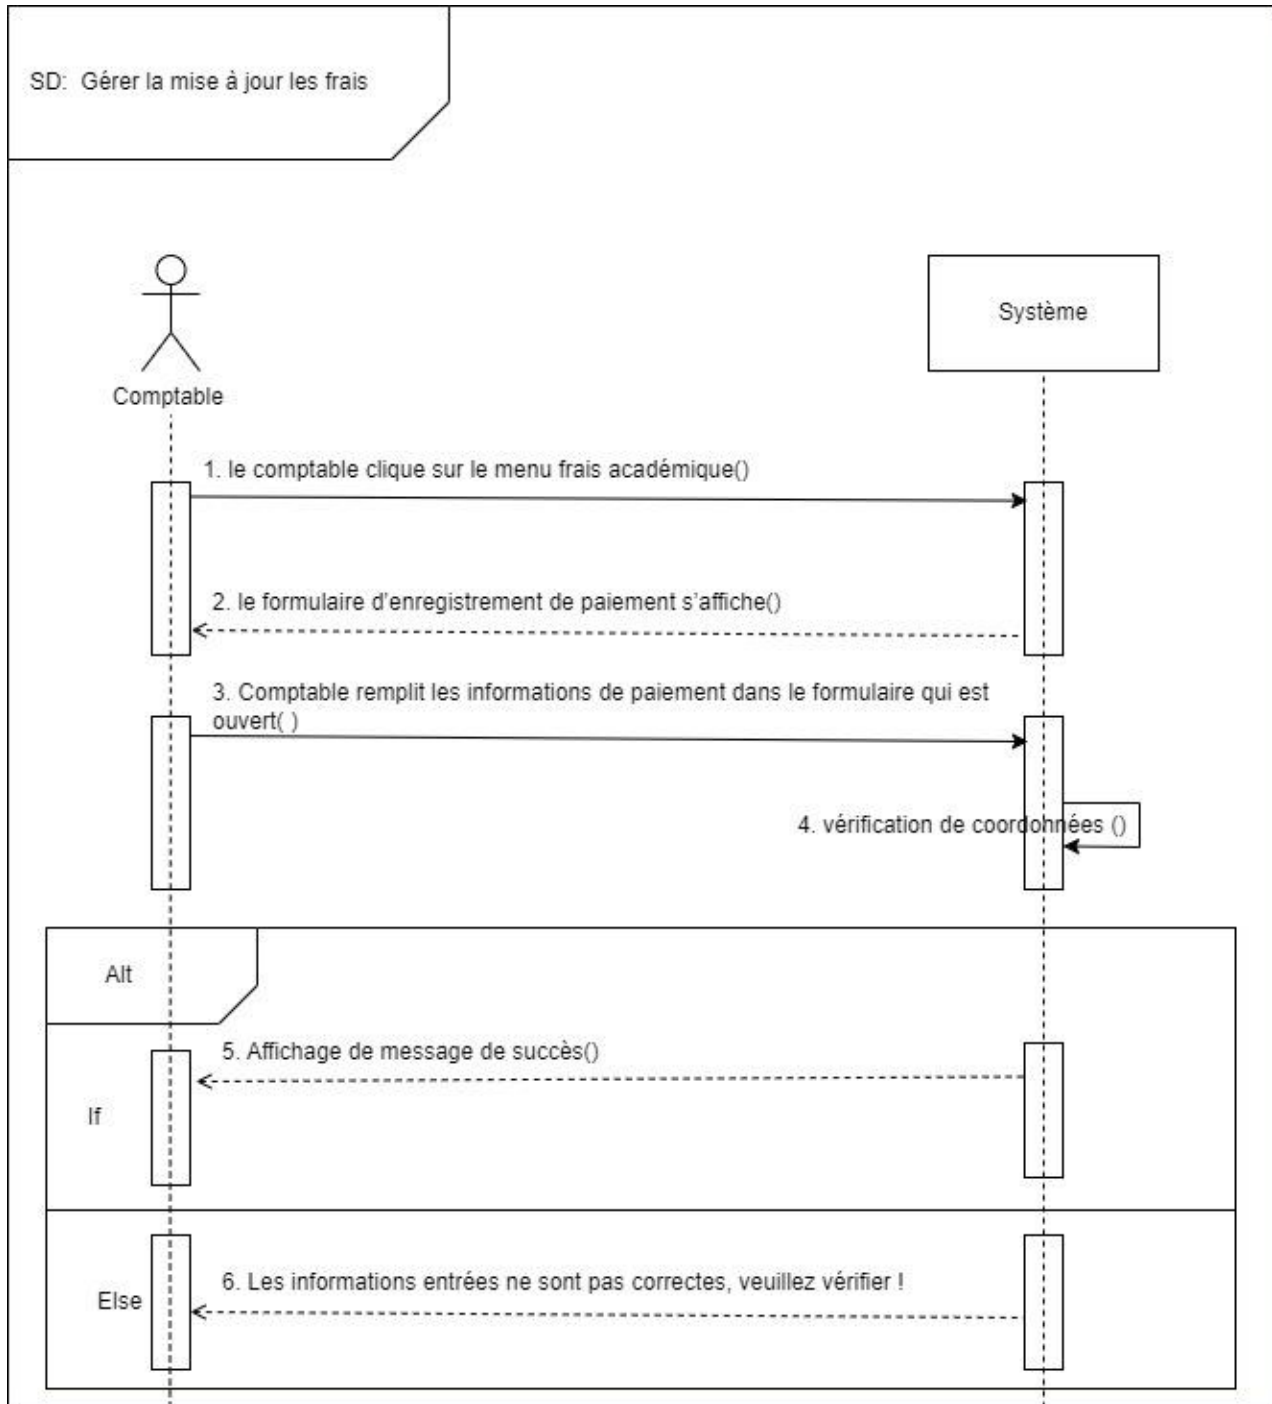 SD:  Gérer la mise à jour les frais
Système
Comptable
1. le comptable clique sur le menu frais académique()
2. le formulaire d'enregistrement de paiement s'affiche()
3. Comptable remplit les informations de paiement dans le formulaire qui est
ouvert( )
4. vérification de coordonnées ()
Alt
5. Affichage de message de succès()
If
6. Les informations entrées ne sont pas correctes, veuillez vérifier !
Else